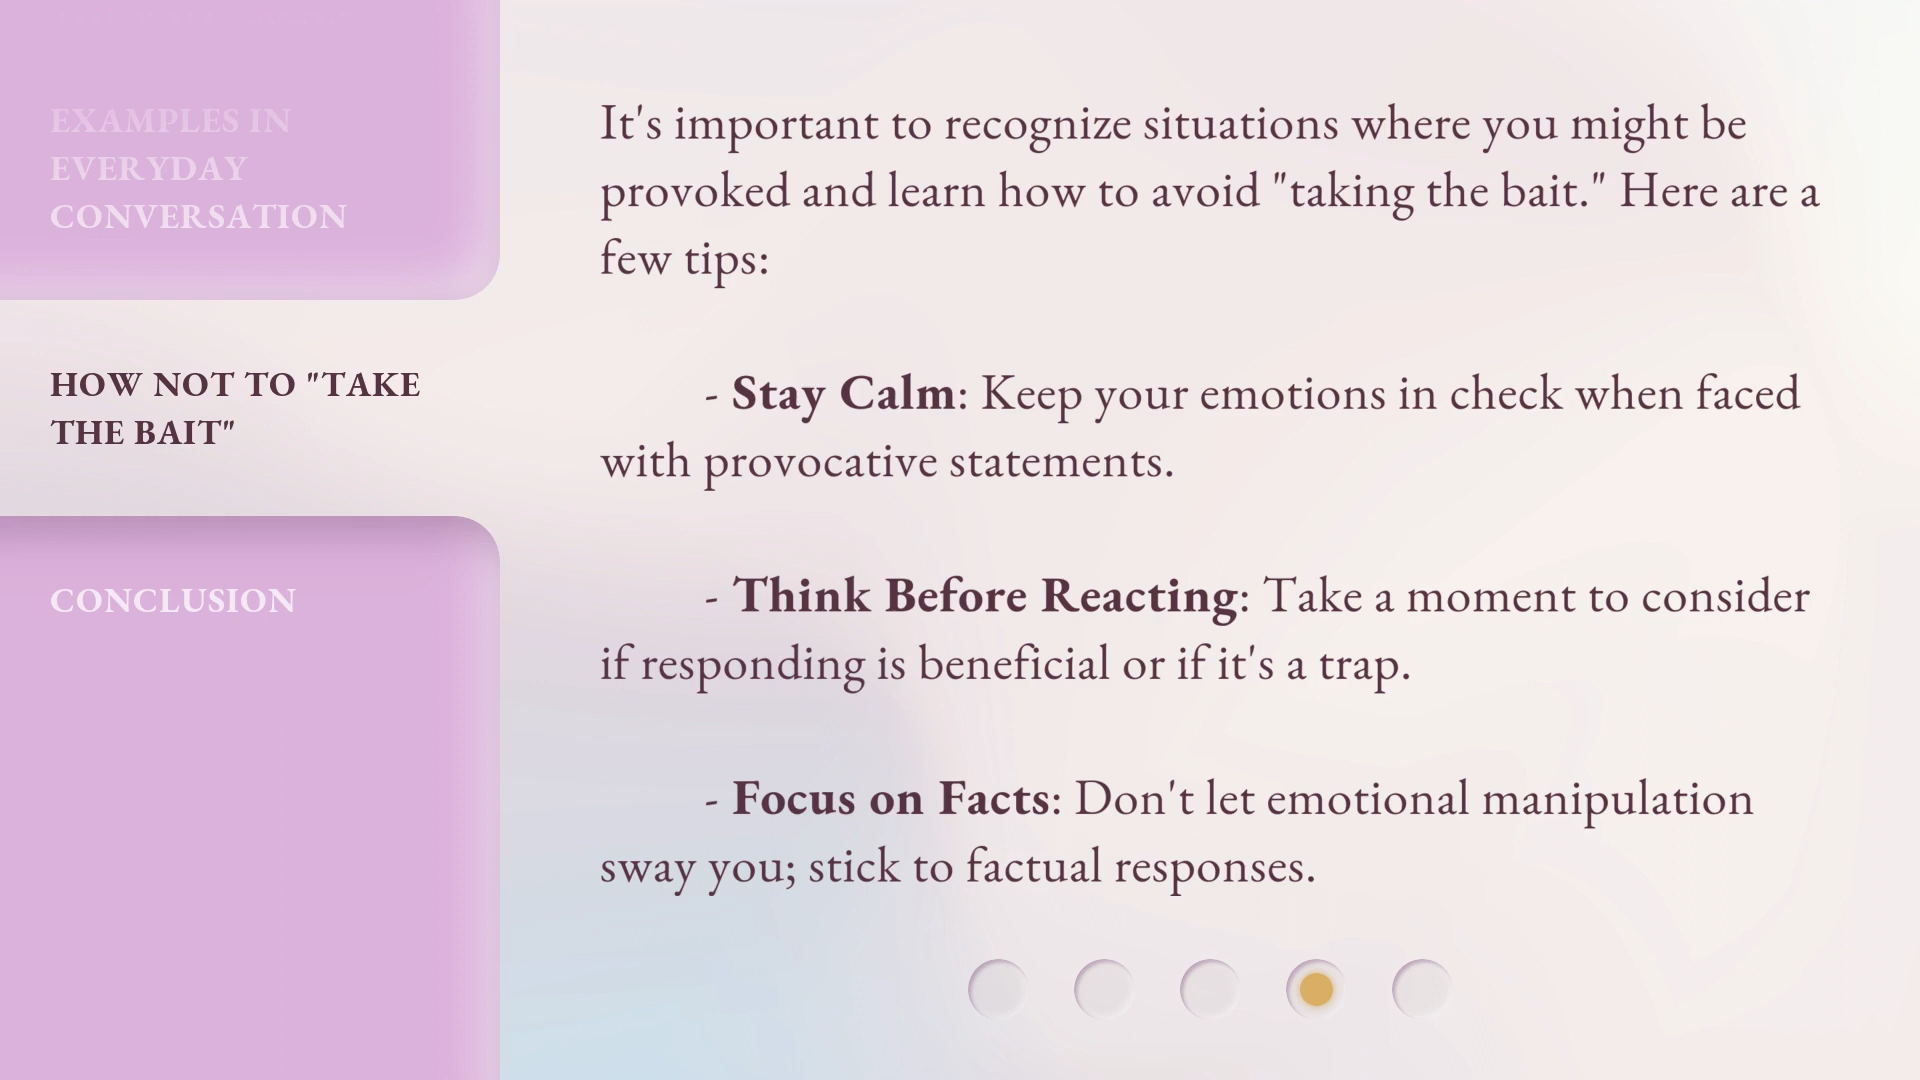 EXAMPLES IN
EVERYDAY
CONVERSATION
HOW NOT TO "TAKE
THE BAIT"
CONCLUSION
It's important to recognize situations where you might be
provoked and learn how to avoid "taking the bait." Here are a
few tips:
- Stay Calm: Keep your emotions in check when faced
with provocative statements.
- Think Before Reacting: Take a moment to consider
if responding is beneficial or if it's a trap.
- Focus on Facts: Don't let emotional manipulation
sway you; stick to factual responses.